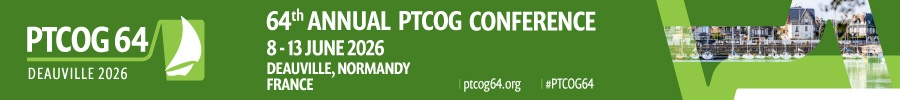 PTCOG 64
DEAUVILLE 2026
64th ANNUAL PTCOG CONFERENCE
8 - 13 JUNE 2026
DEAUVILLE, NORMANDY
FRANCE
ptcog64.org
#PTCOG64